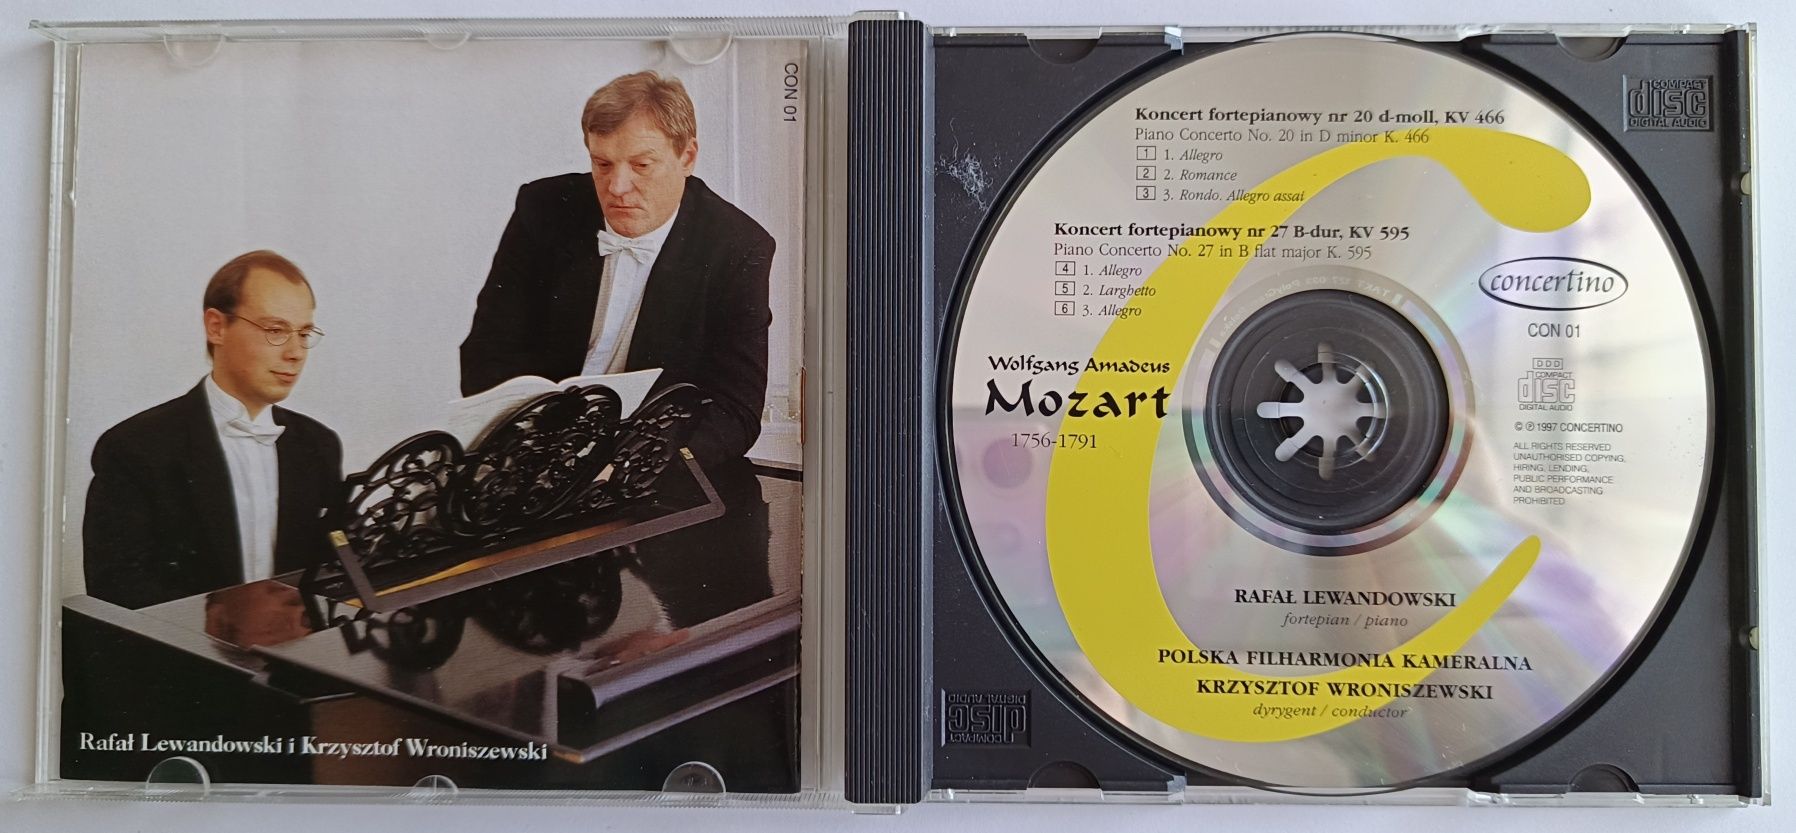 CON 01
Rafał Lewandowski i Krzysztof Wroniszewski
COMPACT
disc
DIGITAL AUDIO
Koncert fortepianowy nr 20 d-moll, KV 466
Piano Concerto No. 20 in D minor K. 466
1 1. Allegro
2 2. Romance
3 3. Rondo. Allegro assai
Koncert fortepianowy nr 27 B-dur, KV 595
Piano Concerto No. 27 in B flat major K. 595
4 1. Allegro
5 2. Larghetto
6 3. Allegro
concertino
CON 01
Wolfgang Amadeus
Mozart
1756-1791
DDD
COMPACT
disc
DIGITAL AUDIO
© ℗ 1997 CONCERTINO
ALL RIGHTS RESERVED
UNAUTHORISED COPYING,
HIRING, LENDING,
PUBLIC PERFORMANCE
AND BROADCASTING
PROHIBITED
RAFAŁ LEWANDOWSKI
fortepian / piano
POLSKA FILHARMONIA KAMERALNA
KRZYSZTOF WRONISZEWSKI
dyrygent / conductor
COMPACT
disc
DIGITAL AUDIO